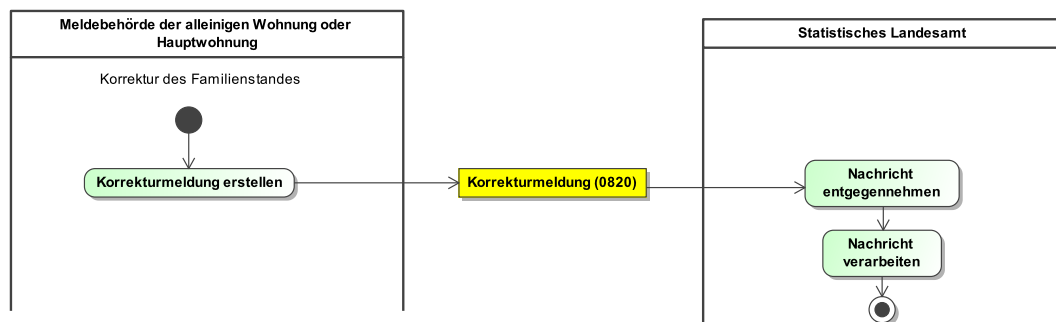 Meldebehörde der alleinigen Wohnung oder
Hauptwohnung
Statistisches Landesamt
Korrektur des Familienstandes
Korrekturmeldung erstellen
Korrekturmeldung (0820)
Nachricht
entgegennehmen
Nachricht
verarbeiten